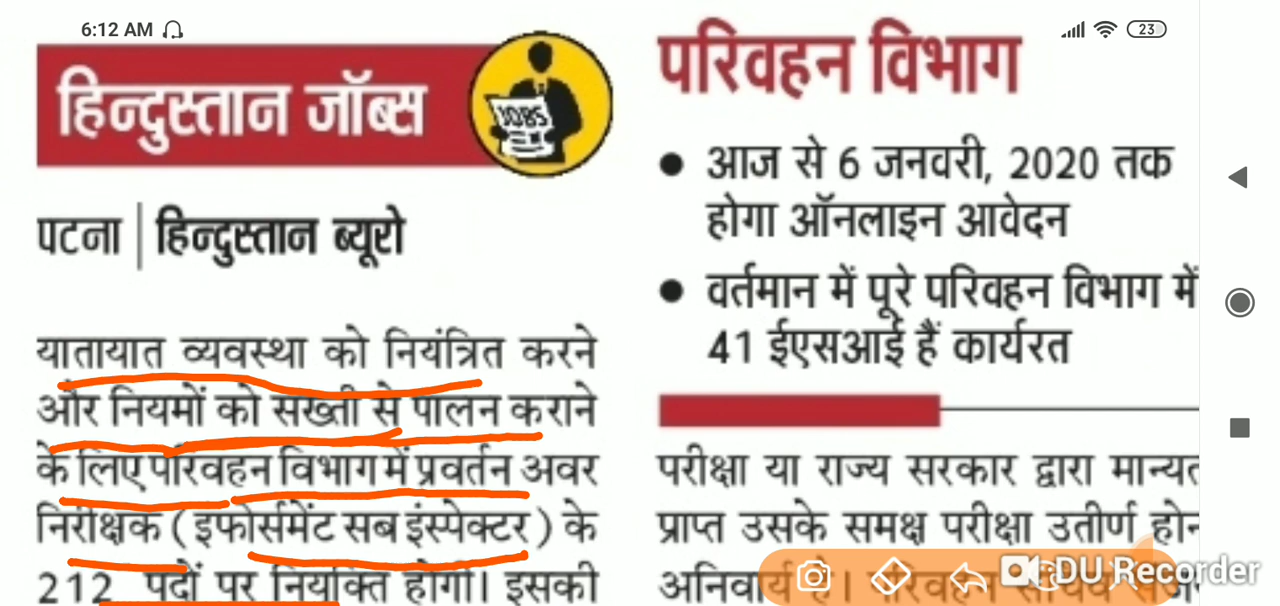 6:12 AM
23
हिन्दुस्तान जॉब्स
JOBS
पटना | हिन्दुस्तान ब्यूरो
यातायात व्यवस्था को नियंत्रित करने
और नियमों को सख्ती से पालन कराने
के लिए परिवहन विभाग में प्रवर्तन अवर
निरीक्षक (इफोर्समेंट सब इंस्पेक्टर) के
212 पदों पर नियुक्ति होगी। इसकी
परिवहन विभाग
● आज से 6 जनवरी, 2020 तक
होगा ऑनलाइन आवेदन
● वर्तमान में पूरे परिवहन विभाग में
41 ईएसआई हैं कार्यरत
परीक्षा या राज्य सरकार द्वारा
प्राप्त उसके समक्ष परीक्षा उतीर्ण
अनिवार्य है। परिवहन
DU Recorder